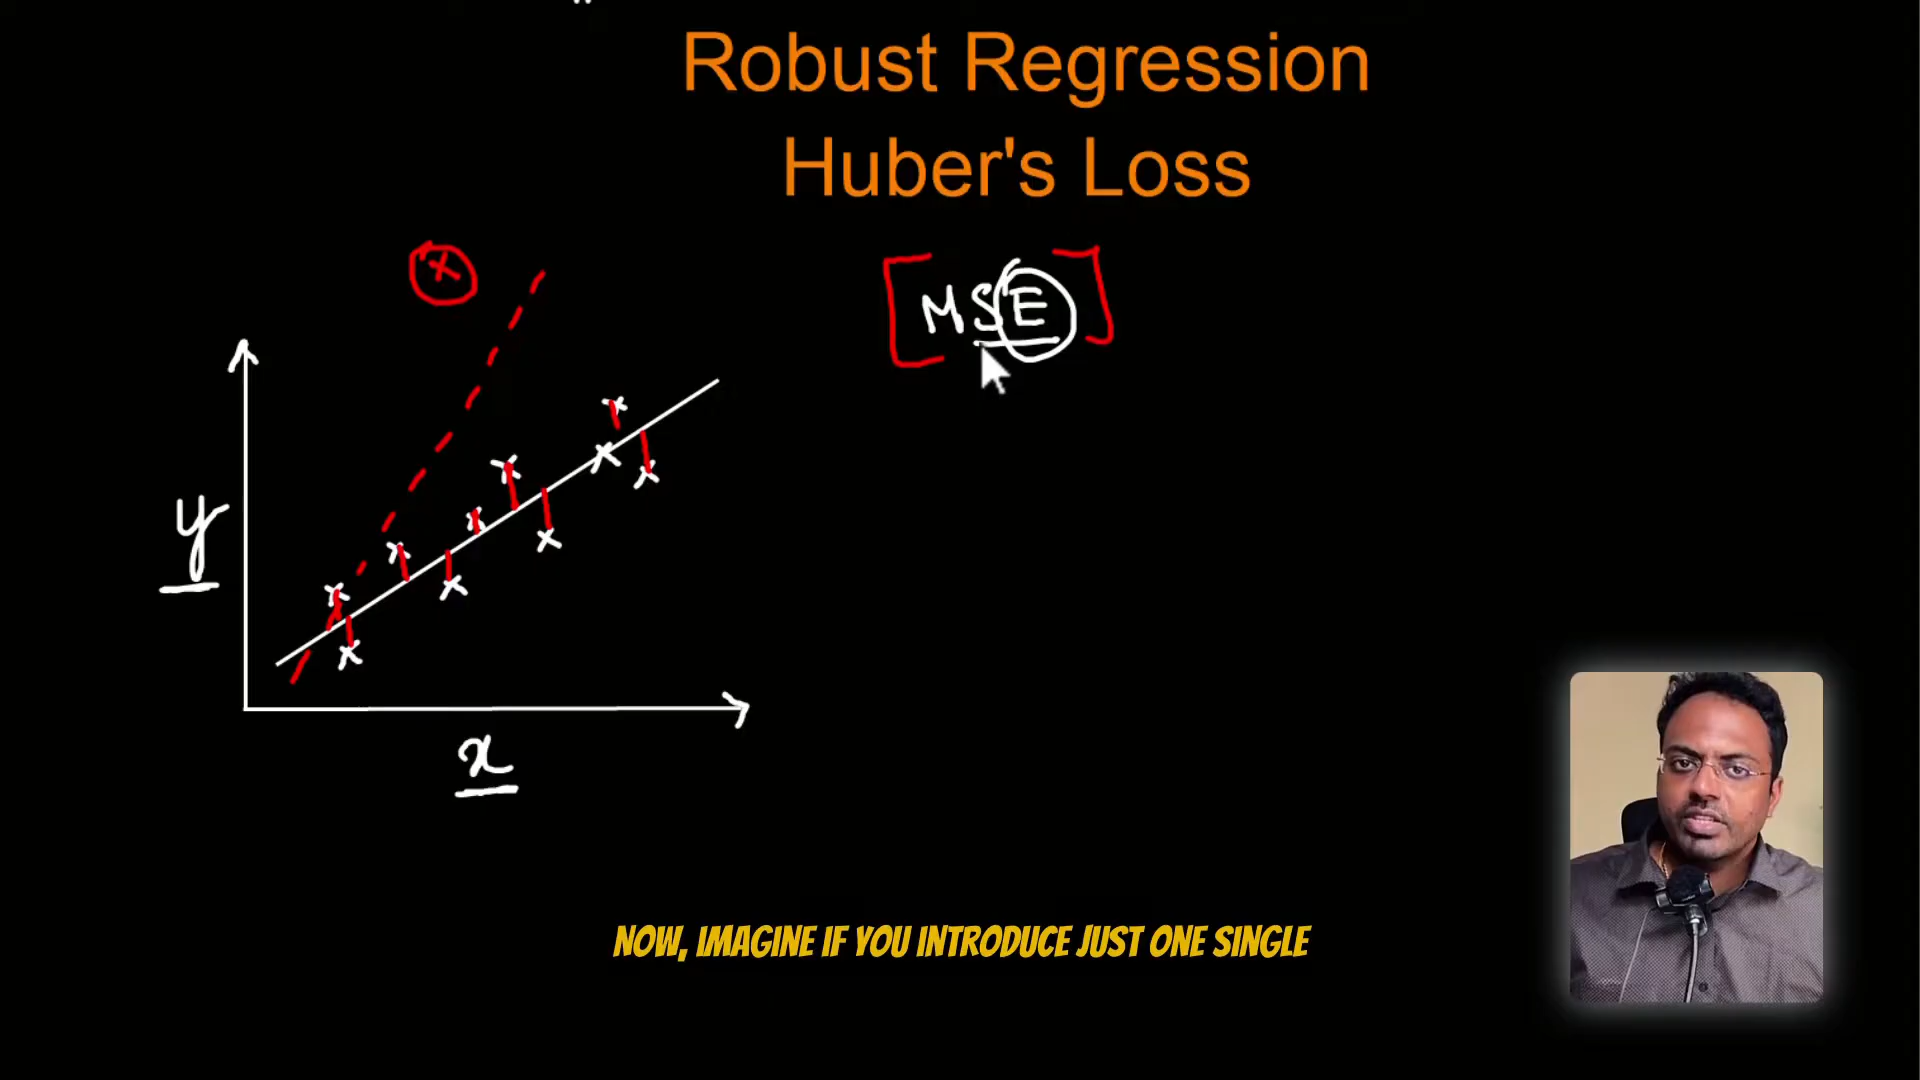 Robust Regression
Huber's Loss
[MSE]
y
x
NOW, IMAGINE IF YOU INTRODUCE JUST ONE SINGLE